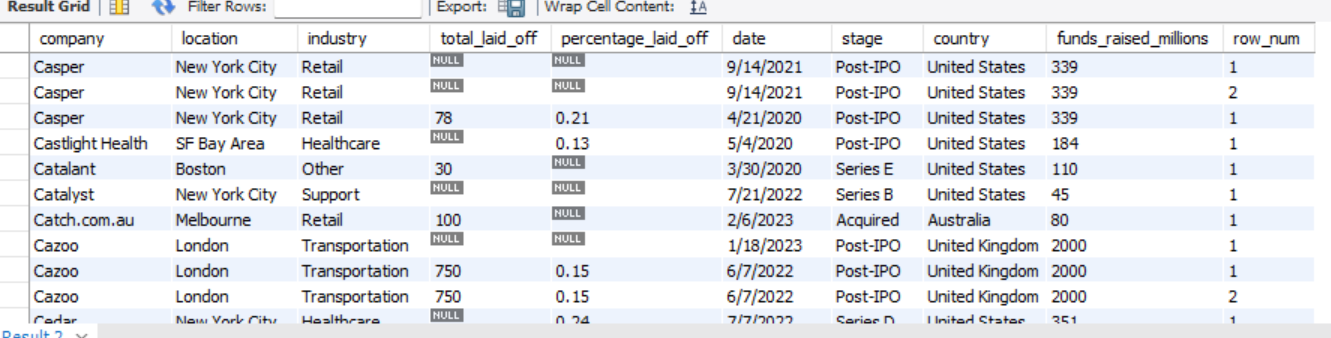 Result Grid Filter Rows: Export: Wrap Cell Content: IA
company location industry total_laid_off percentage_laid_off date stage country funds_raised_millions row_num
Casper New York City Retail NULL NULL 9/14/2021 Post-IPO United States 339 1
Casper New York City Retail NULL NULL 9/14/2021 Post-IPO United States 339 2
Casper New York City Retail 78 0.21 4/21/2020 Post-IPO United States 339 1
Castlight Health SF Bay Area Healthcare NULL 0.13 5/4/2020 Post-IPO United States 184 1
Catalant Boston Other 30 NULL 3/30/2020 Series E United States 110 1
Catalyst New York City Support NULL NULL 7/21/2022 Series B United States 45 1
Catch.com.au Melbourne Retail 100 NULL 2/6/2023 Acquired Australia 80 1
Cazoo London Transportation NULL NULL 1/18/2023 Post-IPO United Kingdom 2000 1
Cazoo London Transportation 750 0.15 6/7/2022 Post-IPO United Kingdom 2000 1
Cazoo London Transportation 750 0.15 6/7/2022 Post-IPO United Kingdom 2000 2
Cedar New York City Healthcare NULL 0.24 7/7/2022 Series D United States 351 1
Result 2